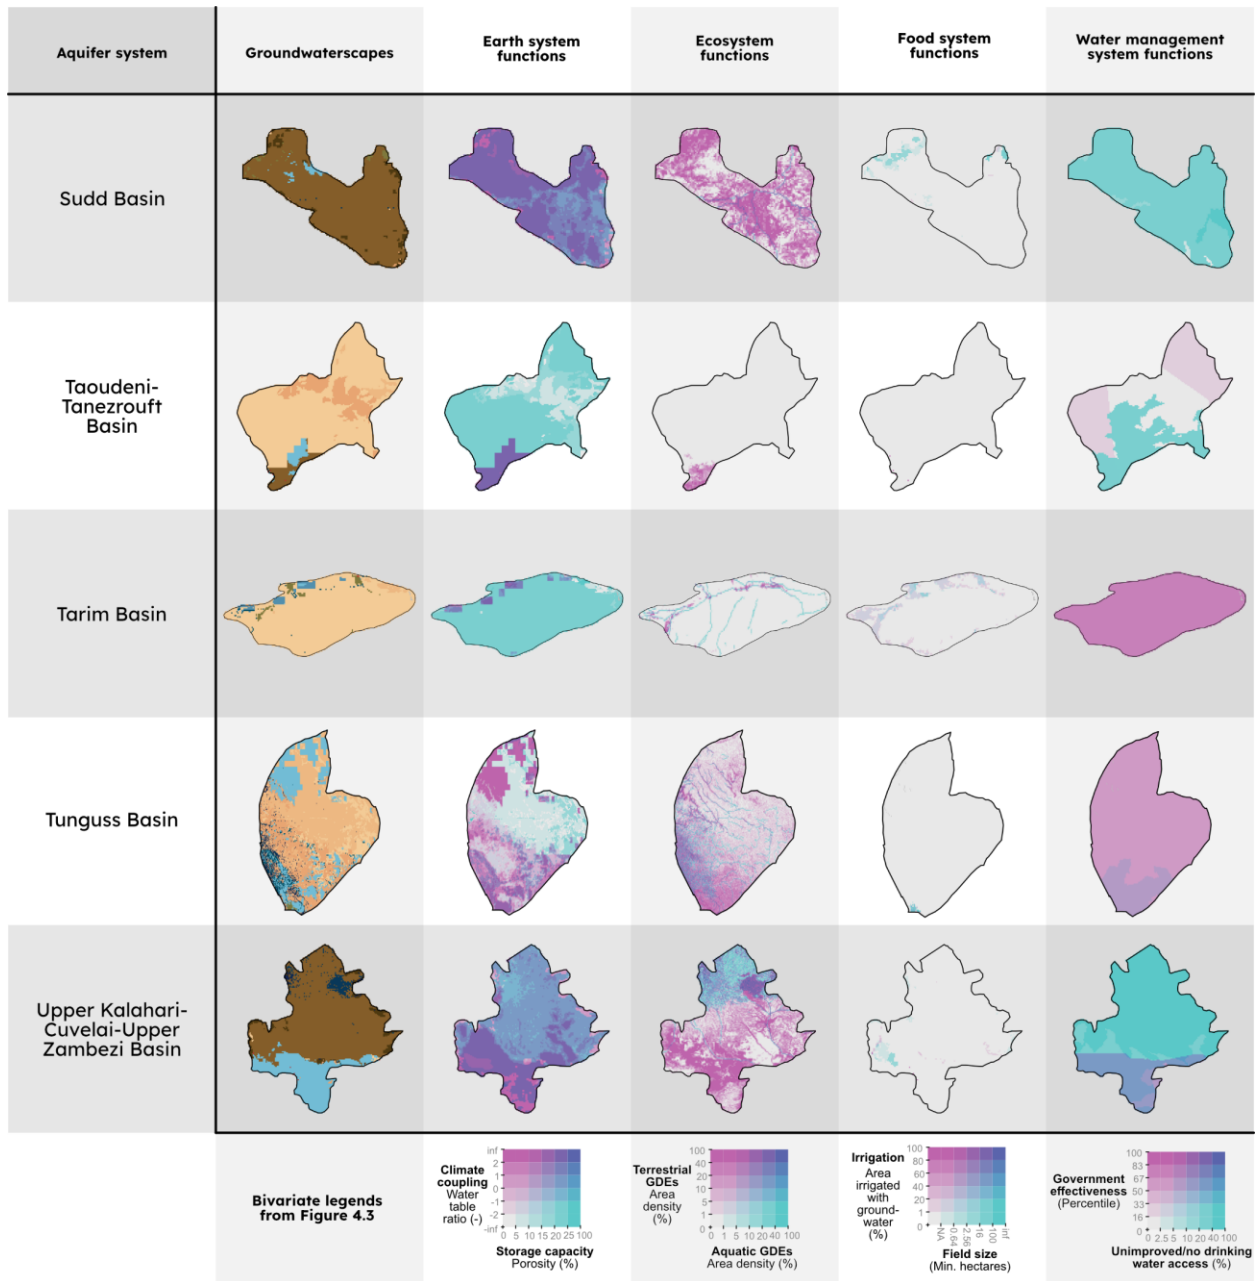 Aquifer system
Groundwaterscapes
Earth system
functions
Ecosystem
functions
Food system
functions
Water management
system functions
Sudd Basin
Taoudeni-
Tanezrouft
Basin
Tarim Basin
Tunguss Basin
Upper Kalahari-
Cuvelai-Upper
Zambezi Basin
Bivariate legends
from Figure 4.3
Climate
coupling
Water
table
ratio (-)
inf
2
1
0
-1
-2
-inf
0 5 10 15 20 25 100
Storage capacity
Porosity (%)
Terrestrial
GDEs
Area
density
(%)
100
40
20
10
5
1
0
0 1 5 10 20 40 100
Aquatic GDEs
Area density (%)
Irrigation
Area
irrigated
with
ground-
water
(%)
100
80
60
40
20
1
0
NA
0.64
2.56
16
100
inf
Field size
(Min. hectares)
Government
effectiveness
(Percentile)
100
83
67
50
33
16
0
0 2.5 5 10 20 40 100
Unimproved/no drinking
water access (%)